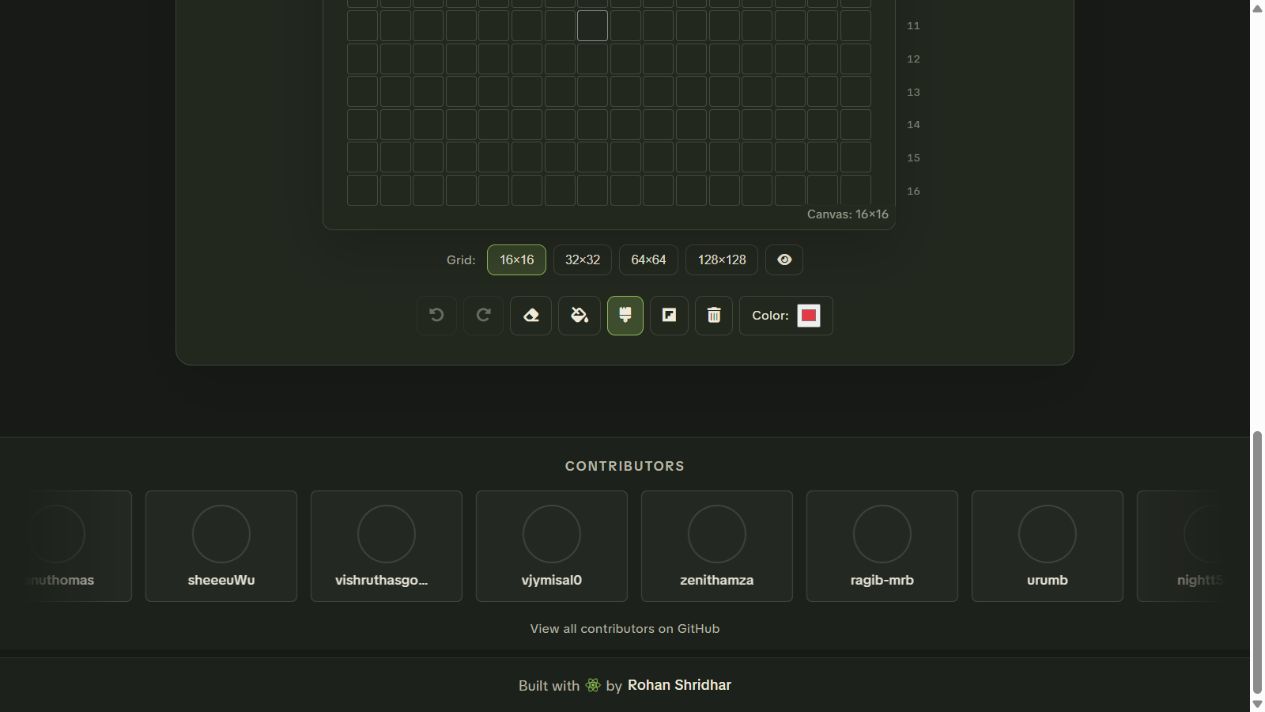 11
12
13
14
15
16
Canvas: 16×16
Grid: 16×16 32×32 64×64 128×128
Color:
CONTRIBUTORS
nuthomas sheeeuWu vishruthasgo... vjymisal0 zenithamza ragib-mrb urumb
View all contributors on GitHub
Built with by Rohan Shridhar